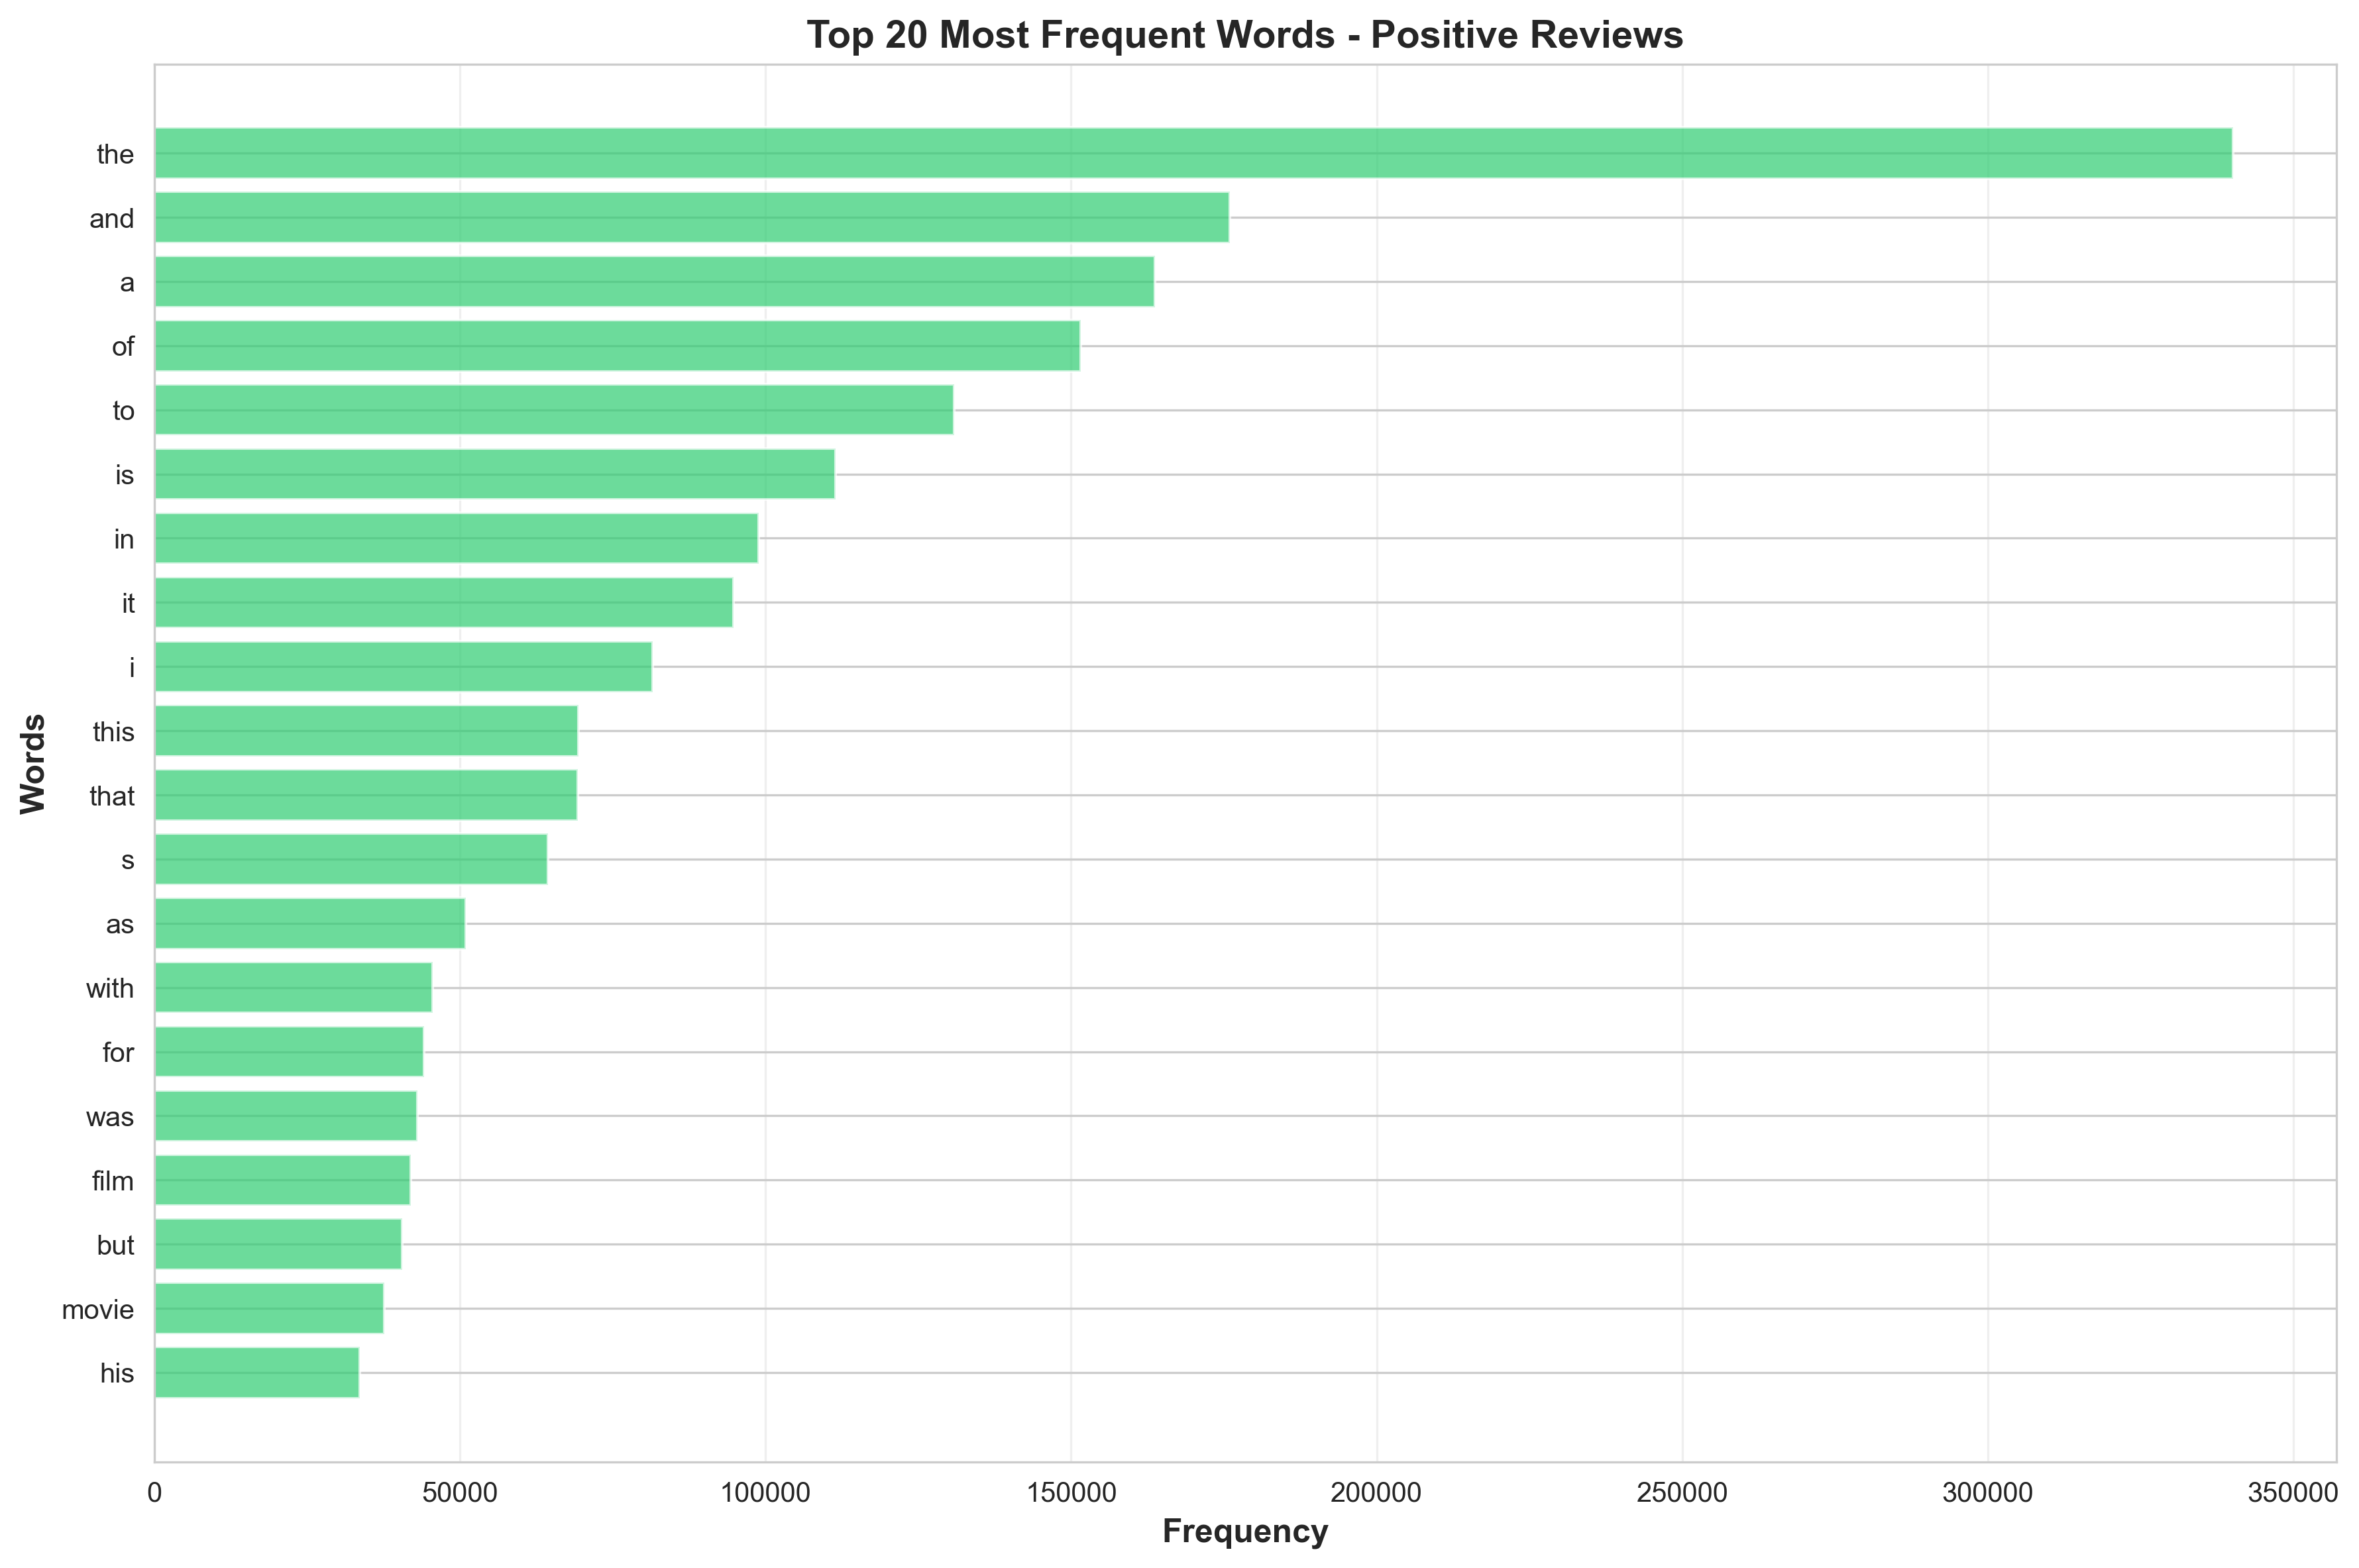 Top 20 Most Frequent Words - Positive Reviews
the
and
a
of
to
is
in
it
i
this
that
s
as
with
for
was
film
but
movie
his
Words
0 50000 100000 150000 200000 250000 300000 350000
Frequency